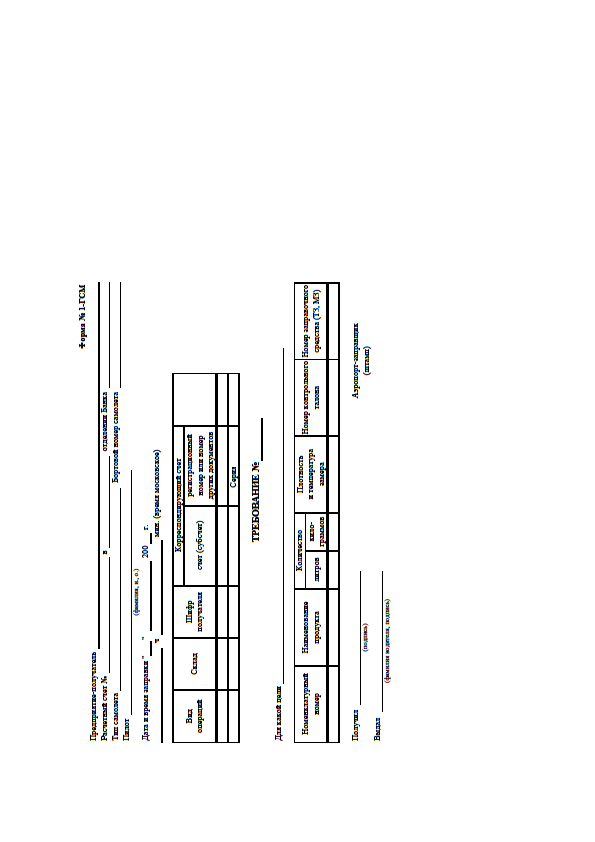 Форма № 1-ГСМ
Предприятие-получатель
Расчетный счет № в отделении Банка
Тип самолета Бортовой номер самолета
Пилот
(фамилия, и., о.)
Дата и время заправки " " 200 г.
ч мин. (время московское)
Вид операций Склад Шифр получателя Корреспондирующий счет
счет (субсчет) регистрационный номер или номер других документов
Серия
ТРЕБОВАНИЕ №
Для какой цели
Номенклатурный номер Наименование продукта Количество Плотность и температура замера Номер контрольного талона Номер заправочного средства (ТЗ, МЗ)
литров кило-граммов
Получил Аэропорт-заправщик
(подпись) (штамп)
Выдал
(фамилия водителя, подпись)